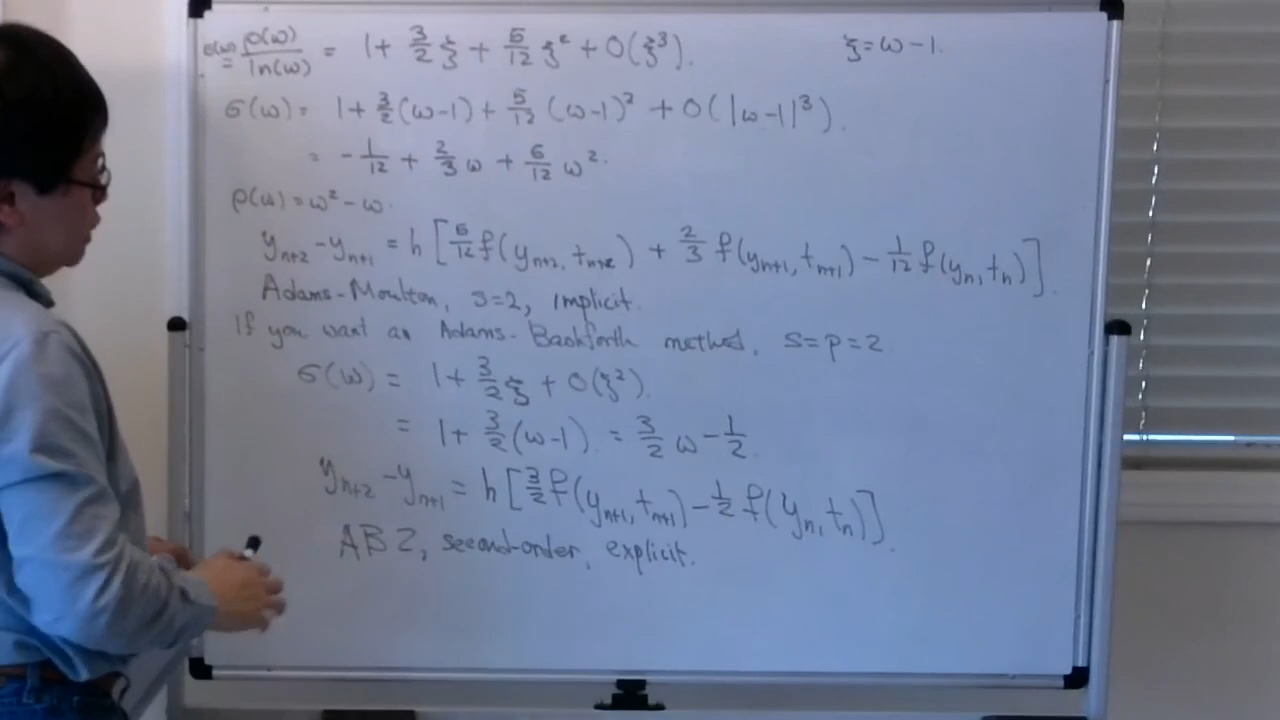 σ(w) = ρ(ω)/ln(ω) = 1 + 3/2 ξ + 5/12 ξ² + O(ξ³). ξ = ω - 1.
σ(ω) = 1 + 3/2 (ω-1) + 5/12 (ω-1)² + O(|ω-1|³).
= -1/12 + 2/3 ω + 5/12 ω².
ρ(ω) = ω² - ω.
y_{n+2} - y_{n+1} = h [5/12 f(y_{n+2}, t_{n+2}) + 2/3 f(y_{n+1}, t_{n+1}) - 1/12 f(y_n, t_n)].
Adams-Moulton, s=2, implicit.
If you want an Adams-Bashforth method, s=p=2
σ(ω) = 1 + 3/2 ξ + O(ξ²).
= 1 + 3/2 (ω-1) = 3/2 ω - 1/2.
y_{n+2} - y_{n+1} = h [3/2 f(y_{n+1}, t_{n+1}) - 1/2 f(y_n, t_n)].
AB2, second-order, explicit.